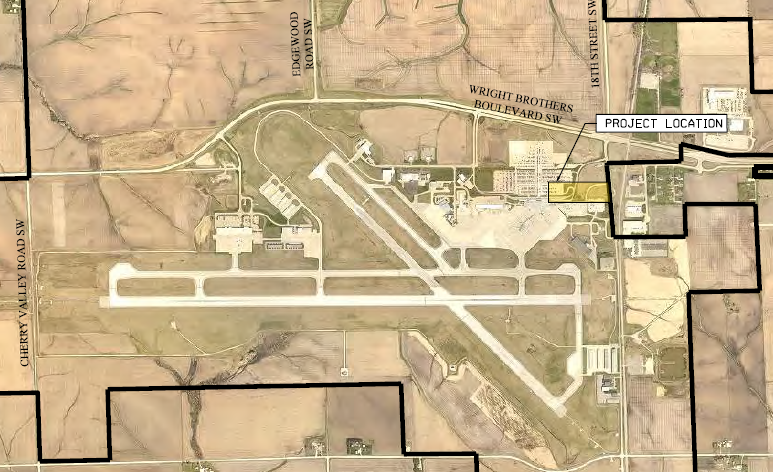 EDGEWOOD
ROAD SW
18TH STREET SW
WRIGHT BROTHERS
BOULEVARD SW
PROJECT LOCATION
CHERRY VALLEY ROAD SW